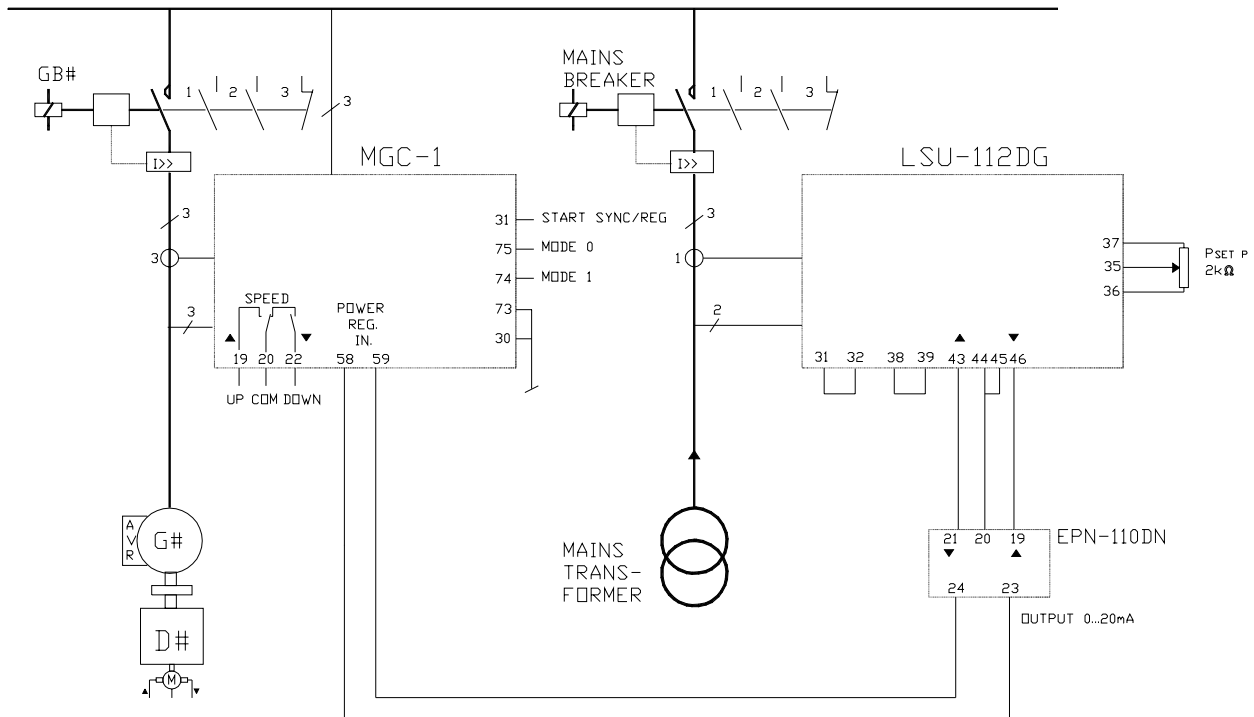 GB#
1 2 3
3
I>>
MAINS
BREAKER
1 2 3
I>>
MGC-1
LSU-112DG
3
3
3
SPEED
19 20 22
UP COM DOWN
POWER
REG.
IN.
58 59
31 START SYNC/REG
75 MODE 0
74 MODE 1
73
30
3
1
2
37
35
36
PSET P
2kΩ
31 32 38 39 43 44 45 46
AVR
G#
D#
M
MAINS
TRANS-
FORMER
21 20 19
EPN-110DN
24 23
OUTPUT 0...20mA